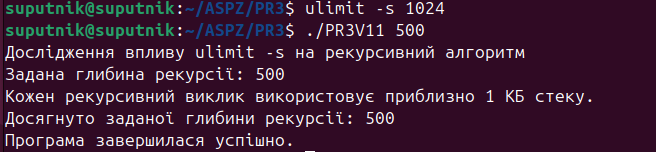 suputnik@suputnik:~/ASPZ/PR3$ ulimit -s 1024
suputnik@suputnik:~/ASPZ/PR3$ ./PR3V11 500
Дослідження впливу ulimit -s на рекурсивний алгоритм
Задана глибина рекурсії: 500
Кожен рекурсивний виклик використовує приблизно 1 КБ стеку.
Досягнуто заданої глибини рекурсії: 500
Програма завершилася успішно.